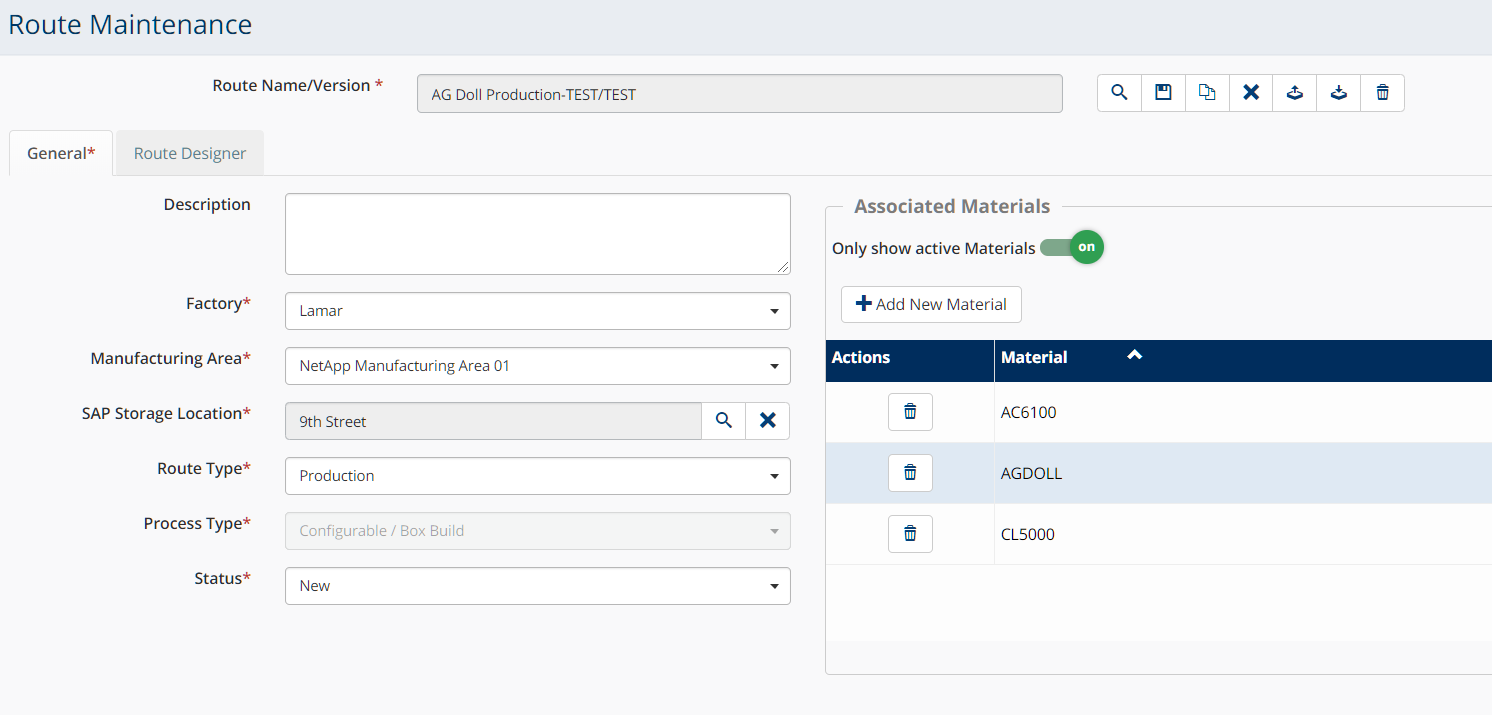 Route Maintenance
Route Name/Version *
AG Doll Production-TEST/TEST
General*
Route Designer
Description
Factory*
Lamar
Manufacturing Area*
NetApp Manufacturing Area 01
SAP Storage Location*
9th Street
Route Type*
Production
Process Type*
Configurable / Box Build
Status*
New
Associated Materials
Only show active Materials
on
Add New Material
Actions
Material
AC6100
AGDOLL
CL5000